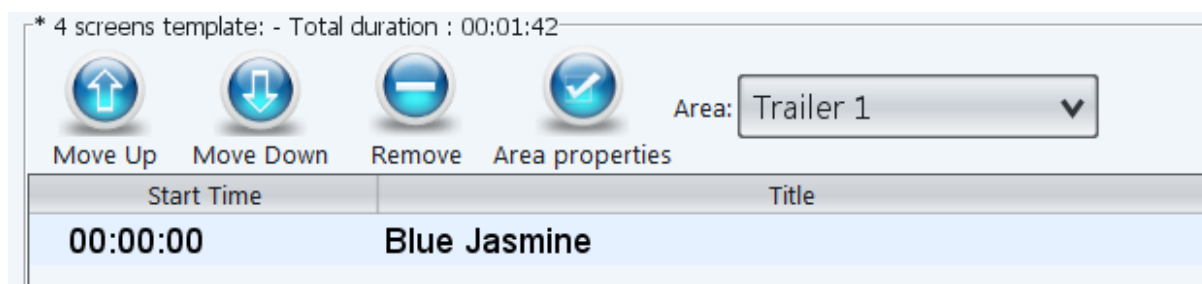 * 4 screens template: - Total duration : 00:01:42
Area: Trailer 1
Move Up Move Down Remove Area properties
Start Time Title
00:00:00 Blue Jasmine